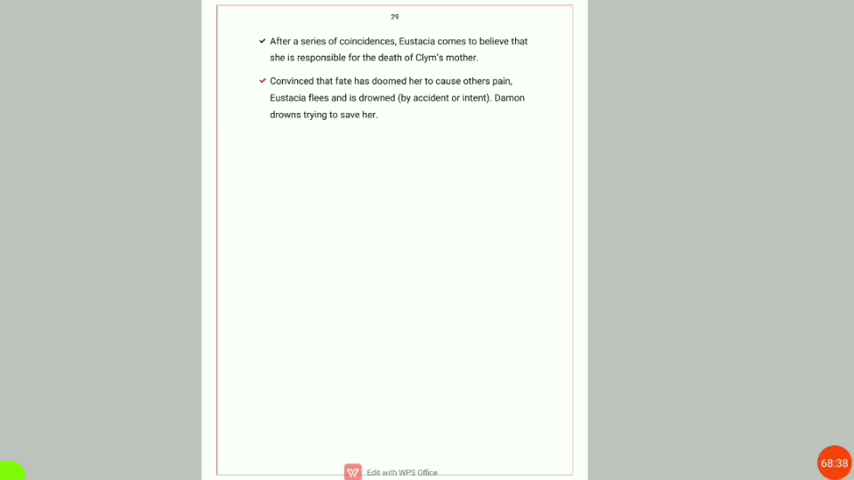 29
✓ After a series of coincidences, Eustacia comes to believe that
she is responsible for the death of Clym's mother.
✓ Convinced that fate has doomed her to cause others pain,
Eustacia flees and is drowned (by accident or intent). Damon
drowns trying to save her.
Edit with WPS Office
68:38